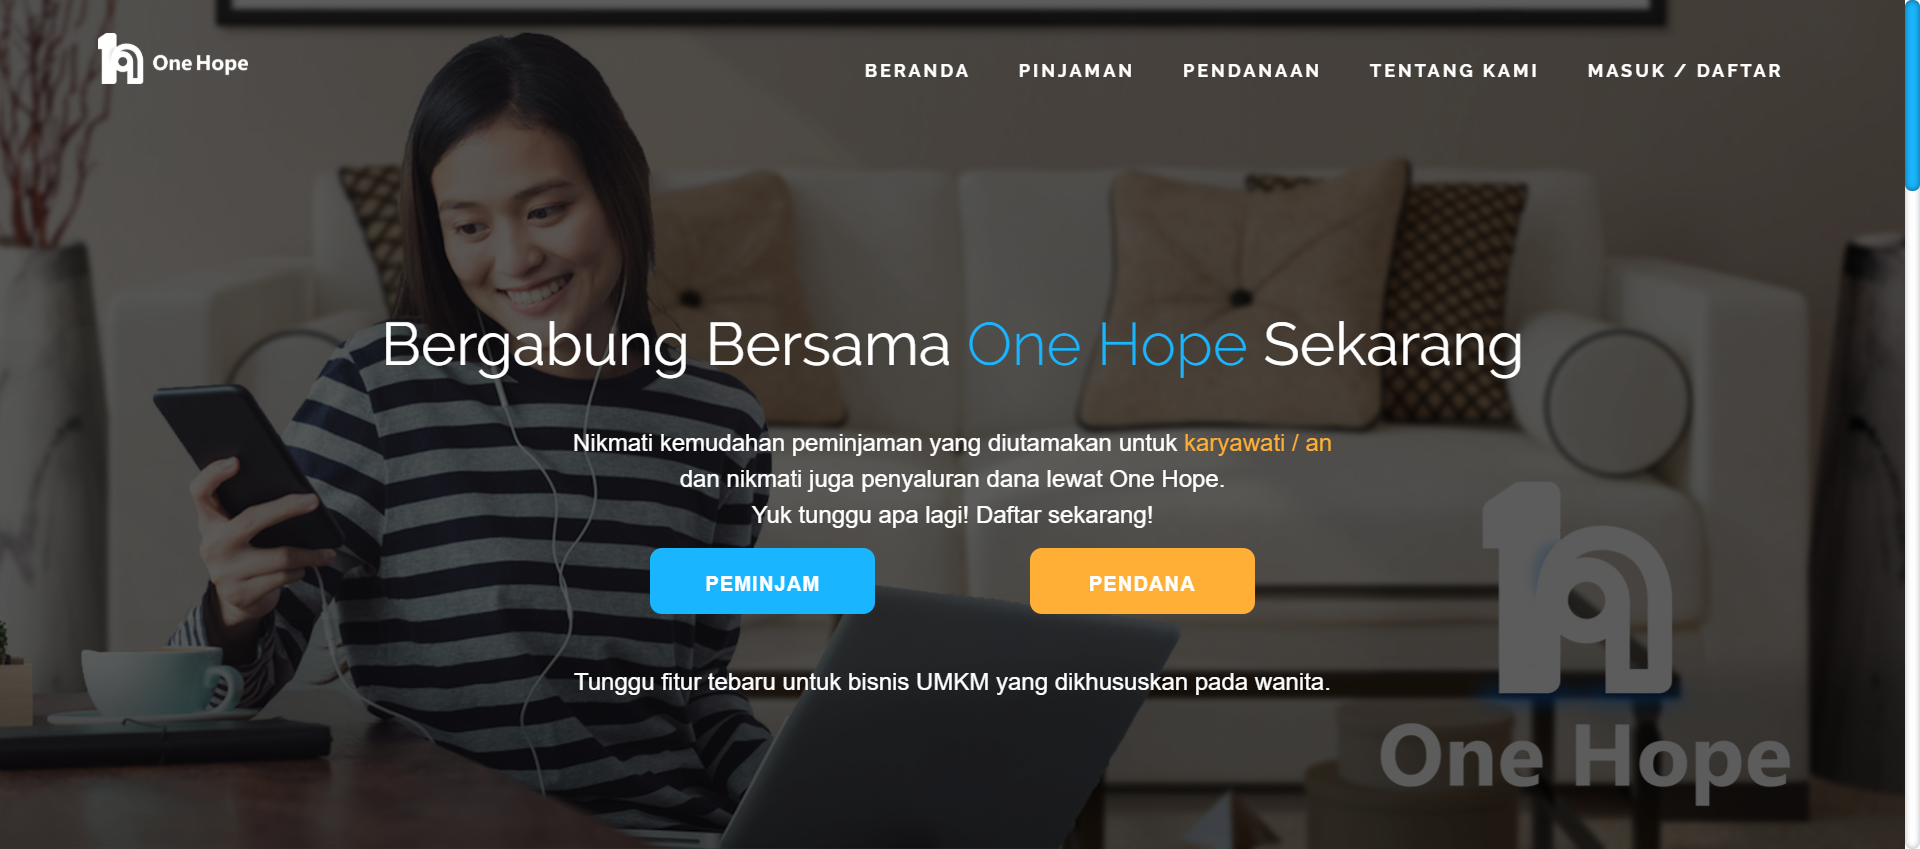 One Hope
BERANDA PINJAMAN PENDANAAN TENTANG KAMI MASUK / DAFTAR
Bergabung Bersama One Hope Sekarang
Nikmati kemudahan peminjaman yang diutamakan untuk karyawati / an
dan nikmati juga penyaluran dana lewat One Hope.
Yuk tunggu apa lagi! Daftar sekarang!
PEMINJAM PENDANA
Tunggu fitur tebaru untuk bisnis UMKM yang dikhususkan pada wanita.
One Hope